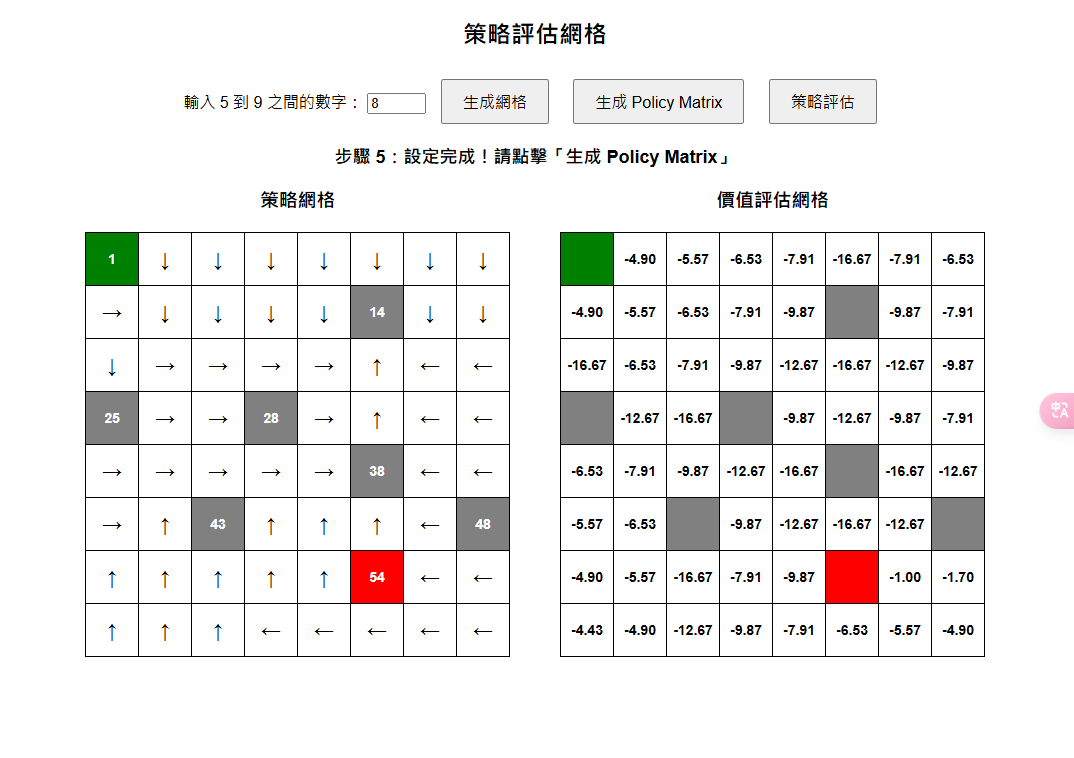 策略評估網格
輸入 5 到 9 之間的數字： 8 生成網格 生成 Policy Matrix 策略評估
步驟 5：設定完成！請點擊「生成 Policy Matrix」
策略網格 價值評估網格
1 ↓ ↓ ↓ ↓ ↓ ↓ ↓ -4.90 -5.57 -6.53 -7.91 -16.67 -7.91 -6.53
→ ↓ ↓ ↓ ↓ 14 ↓ ↓ -4.90 -5.57 -6.53 -7.91 -9.87 -9.87 -7.91
↓ → → → → ↑ ← ← -16.67 -6.53 -7.91 -9.87 -12.67 -16.67 -12.67 -9.87
25 → → 28 → ↑ ← ← -12.67 -16.67 -9.87 -12.67 -9.87 -7.91
→ → → → → 38 ← ← -6.53 -7.91 -9.87 -12.67 -16.67 -16.67 -12.67
→ ↑ 43 ↑ ↑ ↑ ← 48 -5.57 -6.53 -9.87 -12.67 -16.67 -12.67
↑ ↑ ↑ ↑ ↑ 54 ← ← -4.90 -5.57 -16.67 -7.91 -9.87 -1.00 -1.70
↑ ↑ ↑ ← ← ← ← ← -4.43 -4.90 -12.67 -9.87 -7.91 -6.53 -5.57 -4.90
中A